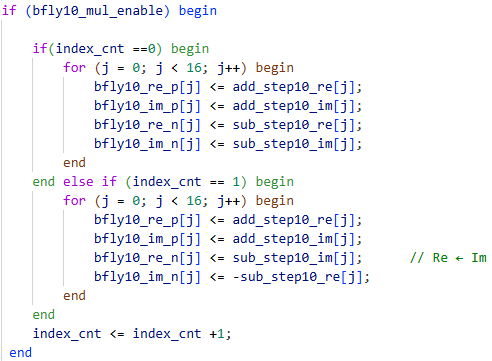 if (bfly10_mul_enable) begin
if(index_cnt ==0) begin
for (j = 0; j < 16; j++) begin
bfly10_re_p[j] <= add_step10_re[j];
bfly10_im_p[j] <= add_step10_im[j];
bfly10_re_n[j] <= sub_step10_re[j];
bfly10_im_n[j] <= sub_step10_im[j];
end
end else if (index_cnt == 1) begin
for (j = 0; j < 16; j++) begin
bfly10_re_p[j] <= add_step10_re[j];
bfly10_im_p[j] <= add_step10_im[j];
bfly10_re_n[j] <= sub_step10_im[j]; // Re ← Im
bfly10_im_n[j] <= -sub_step10_re[j];
end
end
index_cnt <= index_cnt +1;
end